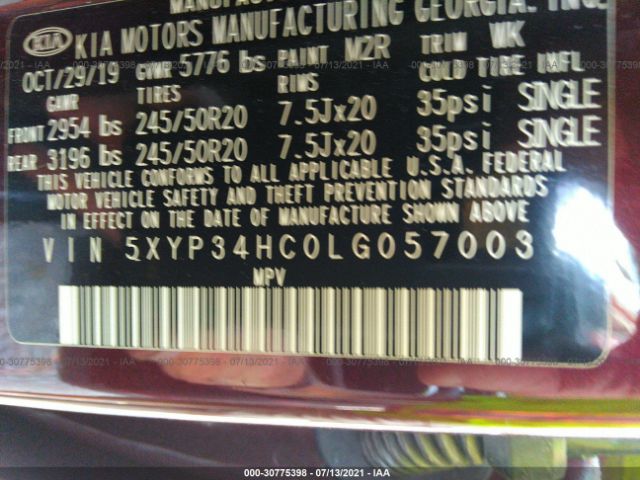 MANUFACTURED
KIA KIA MOTORS MANUFACTURING GEORGIA, INC.
OCT/29/19 GVWR 5776 lbs PAINT M2R TRIM WK
GAWR TIRES RIMS COLD TIRE INFL
FRONT 2954 lbs 245/50R20 7.5Jx20 35psi SINGLE
REAR 3196 lbs 245/50R20 7.5Jx20 35psi SINGLE
THIS VEHICLE CONFORMS TO ALL APPLICABLE U.S.A. FEDERAL
MOTOR VEHICLE SAFETY AND THEFT PREVENTION STANDARDS
IN EFFECT ON THE DATE OF MANUFACTURE SHOWN ABOVE.
VIN 5XYP34HC0LG057003
MPV
000-30775398 - 07/13/2021 - IAA